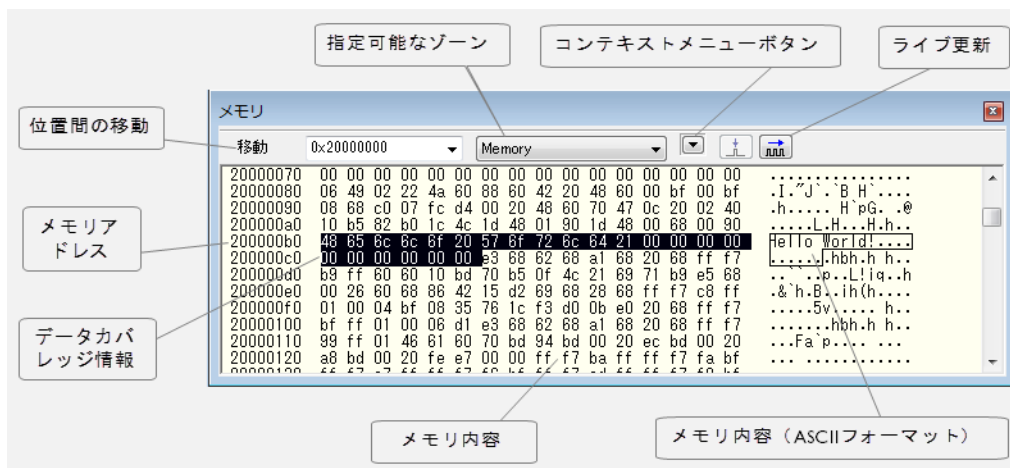 指定可能なゾーン
コンテキストメニューボタン
ライブ更新
位置間の移動
メモリ
移動 0x20000000 Memory
20000070 00 00 00 00 00 00 00 00 00 00 00 00 00 00 00 00 ................
20000080 06 49 02 22 4a 60 88 60 42 20 48 60 00 bf 00 bf .I."J`.`B H`....
20000090 08 68 c0 07 fc d4 00 20 48 60 70 47 0c 20 02 40 .h..... H`pG. .@
200000a0 10 b5 82 b0 1c 4c 1d 48 01 90 1d 48 00 68 00 90 .....L.H...H.h..
200000b0 48 65 6c 6c 6f 20 57 6f 72 6c 64 21 00 00 00 00 Hello World!....
200000c0 00 00 00 00 00 00 e3 68 62 68 a1 68 20 68 ff f7 .......hbh.h h..
200000d0 b9 ff 60 60 10 bd 70 b5 0f 4c 21 69 71 b9 e5 68 ..``..p..L!iq..h
200000e0 00 26 60 68 86 42 15 d2 69 68 28 68 ff f7 c8 ff .&`h.B..ih(h....
200000f0 01 00 04 bf 08 35 76 1c f3 d0 0b e0 20 68 ff f7 .....5v..... h..
20000100 bf ff 01 00 06 d1 e3 68 62 68 a1 68 20 68 ff f7 .......hbh.h h..
20000110 99 ff 01 46 61 60 70 bd 94 bd 00 20 ec bd 00 20 ...Fa`p.... ...
20000120 a8 bd 00 20 fe e7 00 00 ff f7 ba ff ff f7 fa bf ................
メモリア
ドレス
データカバ
レッジ情報
メモリ内容
メモリ内容（ASCIIフォーマット）